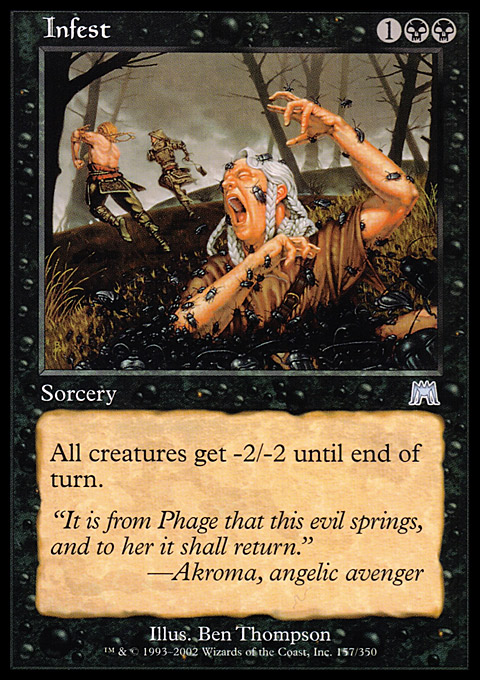 Infest 1
Sorcery
All creatures get -2/-2 until end of
turn.
“It is from Phage that this evil springs,
and to her it shall return.”
—Akroma, angelic avenger
Illus. Ben Thompson
™ & © 1993–2002 Wizards of the Coast, Inc. 157/350